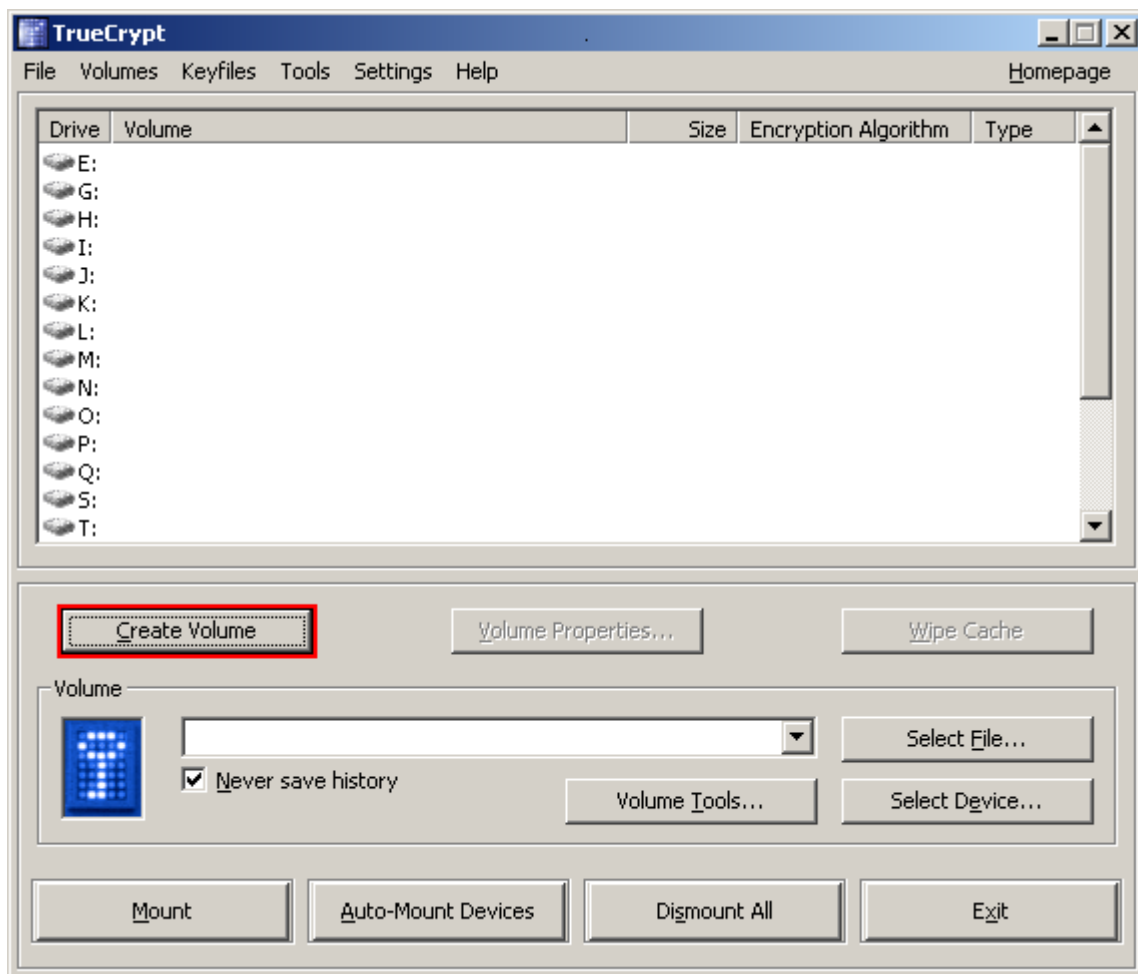 TrueCrypt
File Volumes Keyfiles Tools Settings Help Homepage
Drive Volume Size Encryption Algorithm Type
E:
G:
H:
I:
J:
K:
L:
M:
N:
O:
P:
Q:
S:
T:
Create Volume Volume Properties... Wipe Cache
Volume
Select File...
Never save history
Volume Tools... Select Device...
Mount Auto-Mount Devices Dismount All Exit